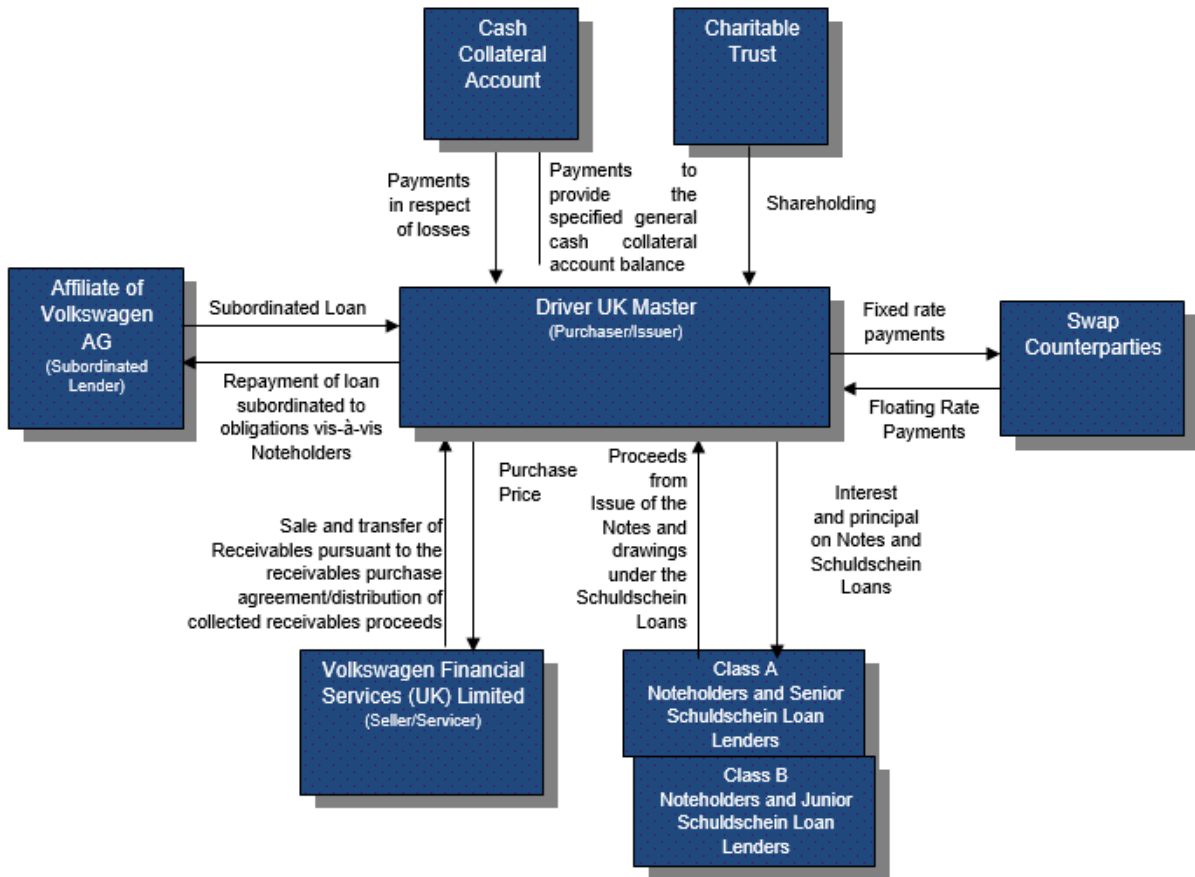 Cash
Collateral
Account
Charitable
Trust
Payments
in respect
of losses
Payments to
provide the
specified general
cash collateral
account balance
Shareholding
Affiliate of
Volkswagen
AG
(Subordinated
Lender)
Subordinated Loan
Repayment of loan
subordinated to
obligations vis-à-vis
Noteholders
Driver UK Master
(Purchaser/Issuer)
Fixed rate
payments
Floating Rate
Payments
Swap
Counterparties
Sale and transfer of
Receivables pursuant to the
receivables purchase
agreement/distribution of
collected receivables proceeds
Purchase
Price
Proceeds
from
Issue of the
Notes and
drawings
under the
Schuldschein
Loans
Interest
and principal
on Notes and
Schuldschein
Loans
Volkswagen Financial
Services (UK) Limited
(Seller/Servicer)
Class A
Noteholders and Senior
Schuldschein Loan
Lenders
Class B
Noteholders and Junior
Schuldschein Loan
Lenders